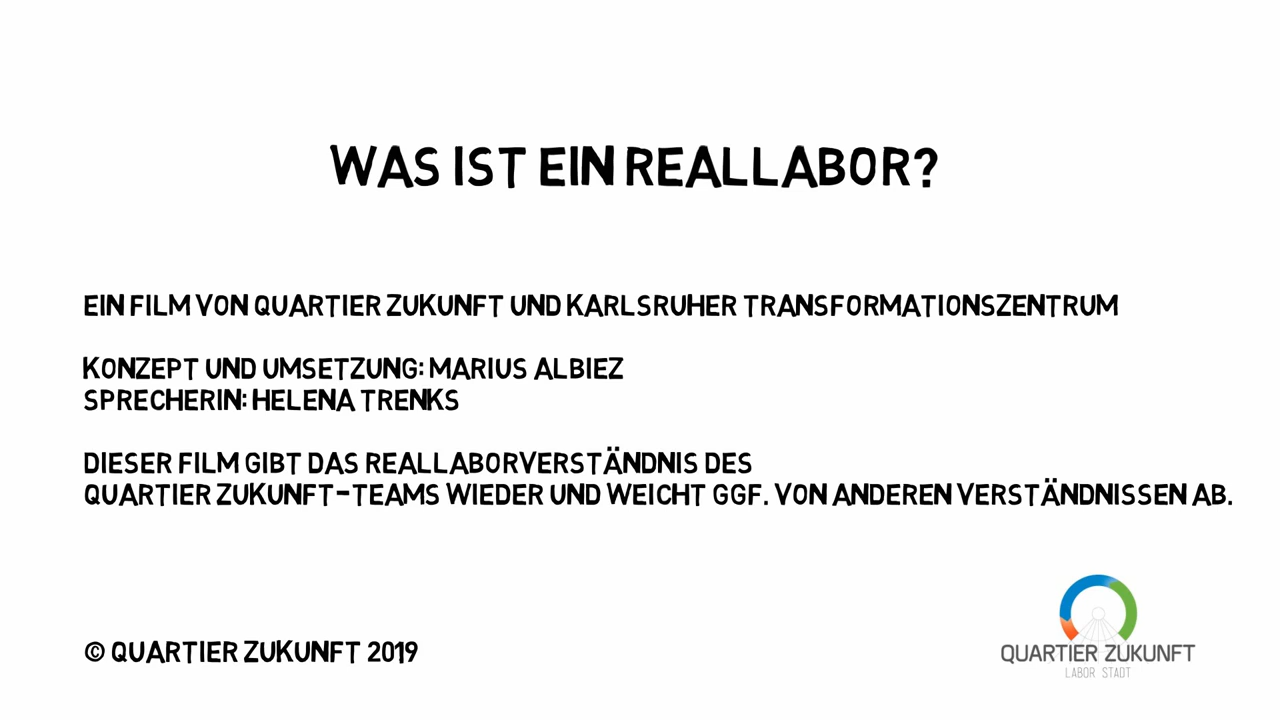 WAS IST EIN REALLABOR?
EIN FILM VON QUARTIER ZUKUNFT UND KARLSRUHER TRANSFORMATIONSZENTRUM
KONZEPT UND UMSETZUNG: MARIUS ALBIEZ
SPRECHERIN: HELENA TRENKS
DIESER FILM GIBT DAS REALLABORVERSTÄNDNIS DES
QUARTIER ZUKUNFT-TEAMS WIEDER UND WEICHT GGF. VON ANDEREN VERSTÄNDNISSEN AB.
© QUARTIER ZUKUNFT 2019
QUARTIER ZUKUNFT
LABOR STADT